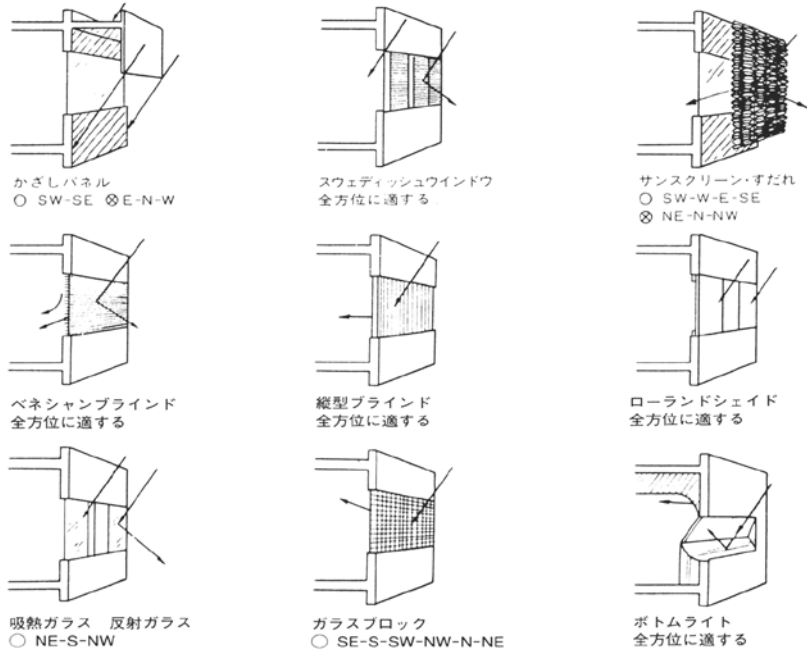 かざしパネル
○ SW-SE ⊗E-N-W
スウェディッシュウインドウ
全方位に適する
サンスクリーン・すだれ
○ SW-W-E-SE
⊗ NE-N-NW
ベネシャンブラインド
全方位に適する
縦型ブラインド
全方位に適する
ローランドシェイド
全方位に適する
吸熱ガラス 反射ガラス
○ NE-S-NW
ガラスブロック
○ SE-S-SW-NW-N-NE
ボトムライト
全方位に適する